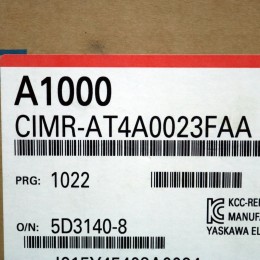 A1000
CIMR-AT4A0023FAA
PRG: 1022
KCC-REI
MANUFA
YASKAWA EL
O/N: 5D3140-8